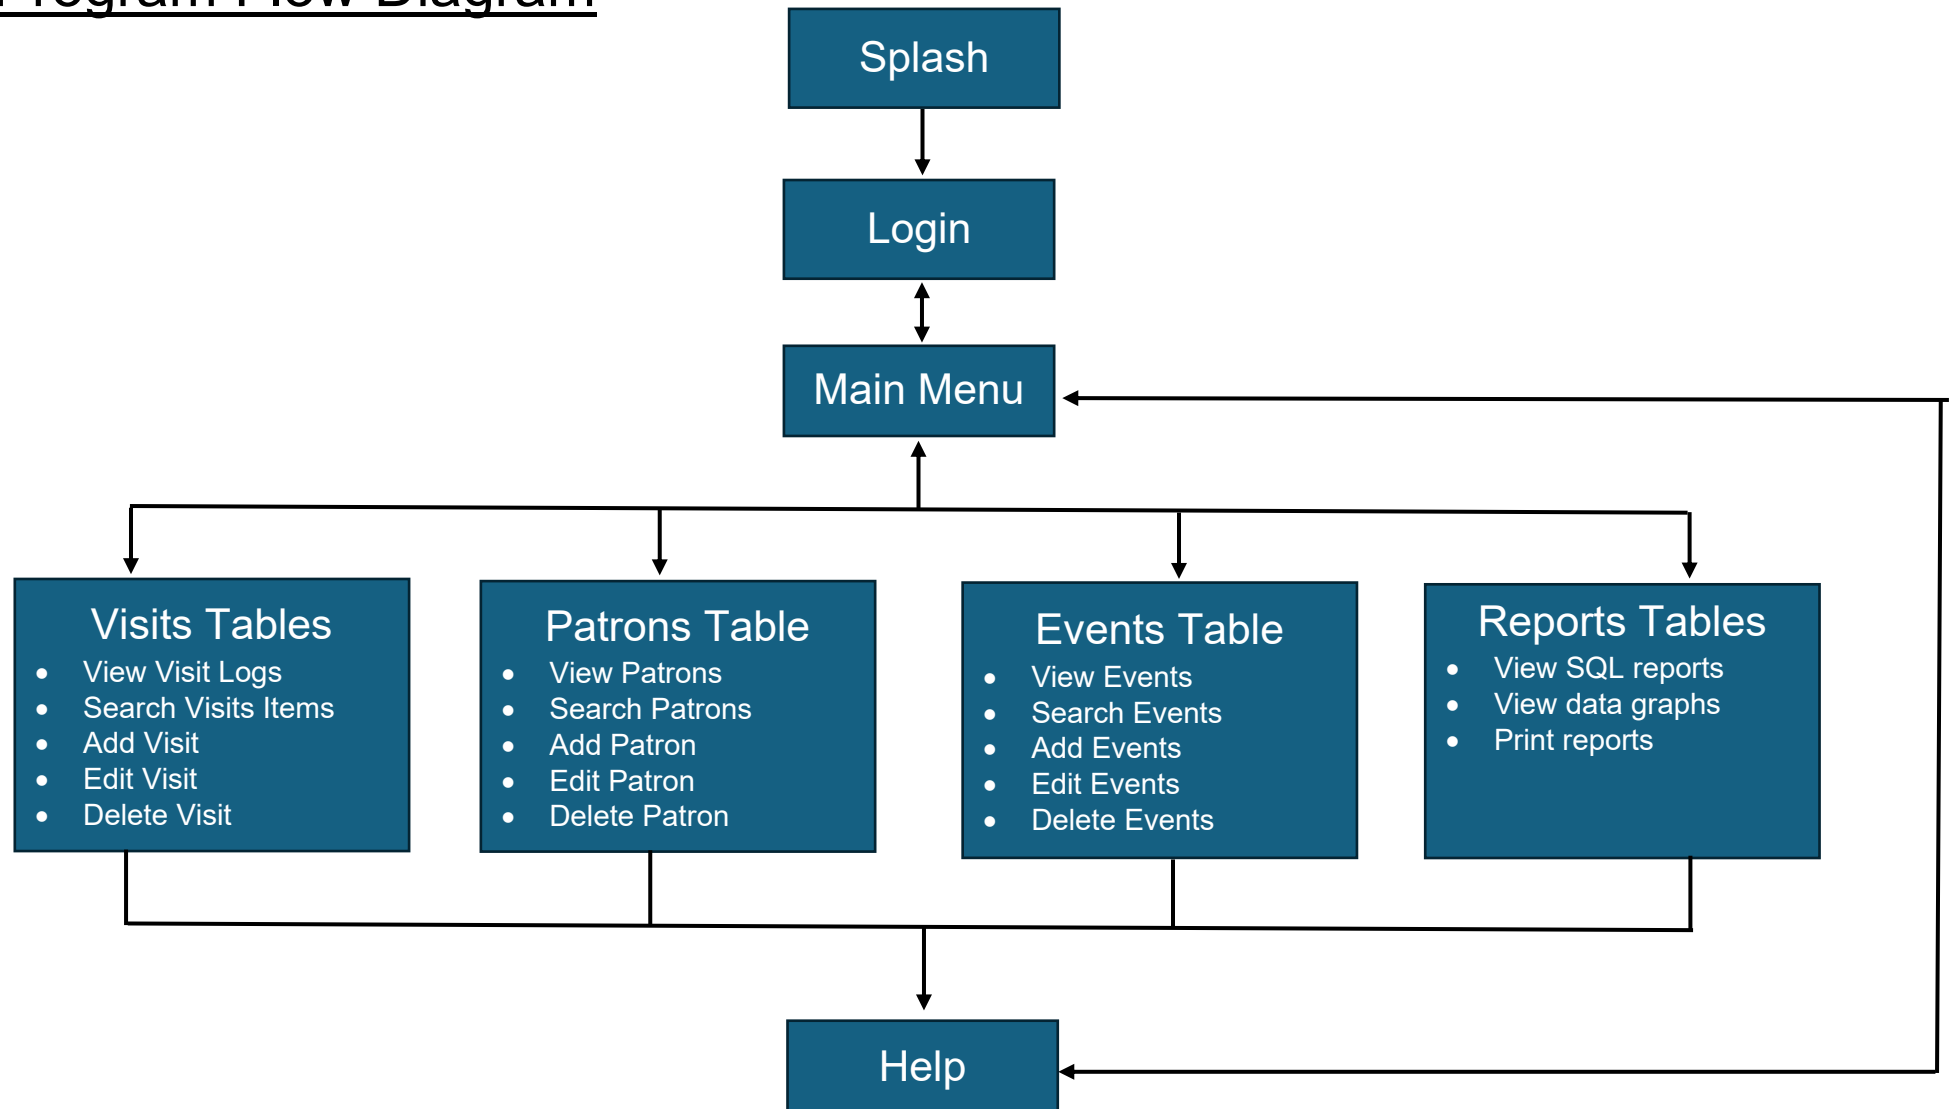 Program Flow Diagram
Splash
Login
Main Menu
Visits Tables
• View Visit Logs
• Search Visits Items
• Add Visit
• Edit Visit
• Delete Visit
Patrons Table
• View Patrons
• Search Patrons
• Add Patron
• Edit Patron
• Delete Patron
Events Table
• View Events
• Search Events
• Add Events
• Edit Events
• Delete Events
Reports Tables
• View SQL reports
• View data graphs
• Print reports
Help